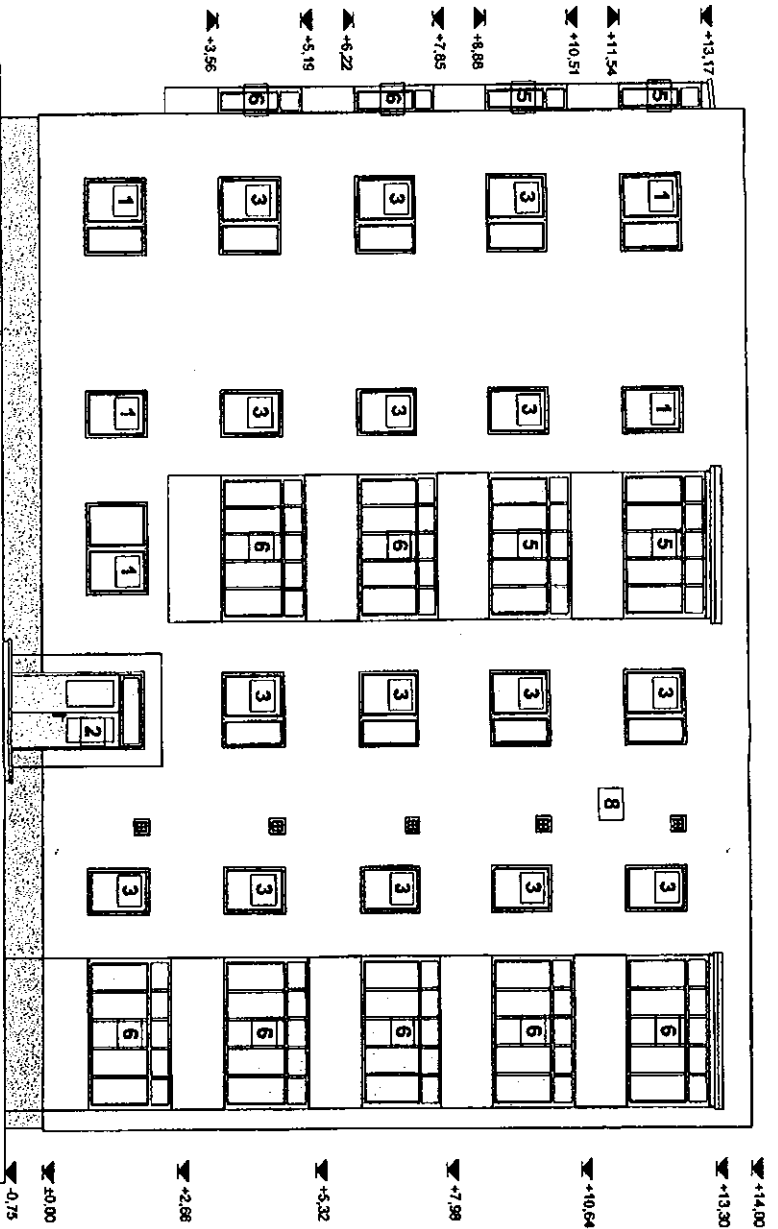 +14,00
+13,17 +13,30
5 1 1 5 3 3 6
+11,54
8
+10,51 +10,64
5 3 3 5 3 3 6
+8,88
+7,85 +7,98
6 3 3 6 3 3 6
+6,22
+5,19 +5,32
6 3 3 6 3 3 6
+3,56
+2,66
1 1 1 2 3 6
±0,00
-0,75